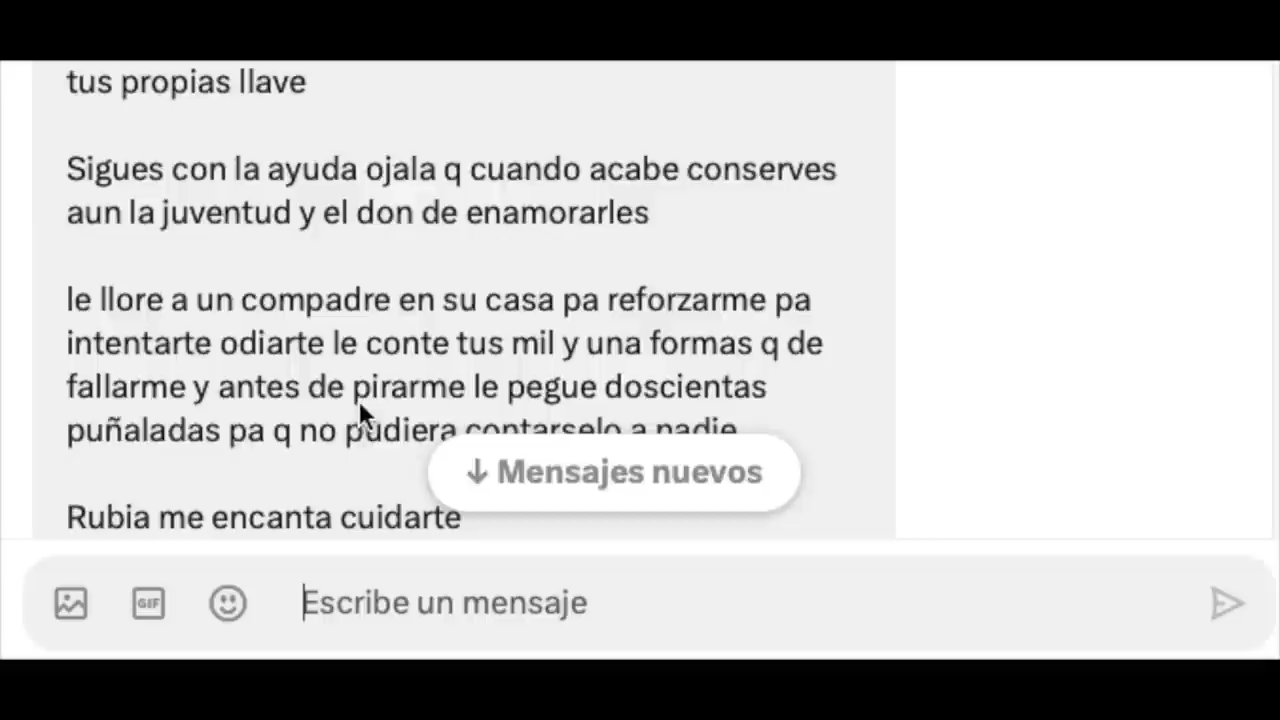 tus propias llave
Sigues con la ayuda ojala q cuando acabe conserves
aun la juventud y el don de enamorarles
le llore a un compadre en su casa pa reforzarme pa
intentarte odiarte le conte tus mil y una formas q de
fallarme y antes de pirarme le pegue doscientas
puñaladas pa q no pudiera contarselo a nadie
↓ Mensajes nuevos
Rubia me encanta cuidarte
GIF
Escribe un mensaje